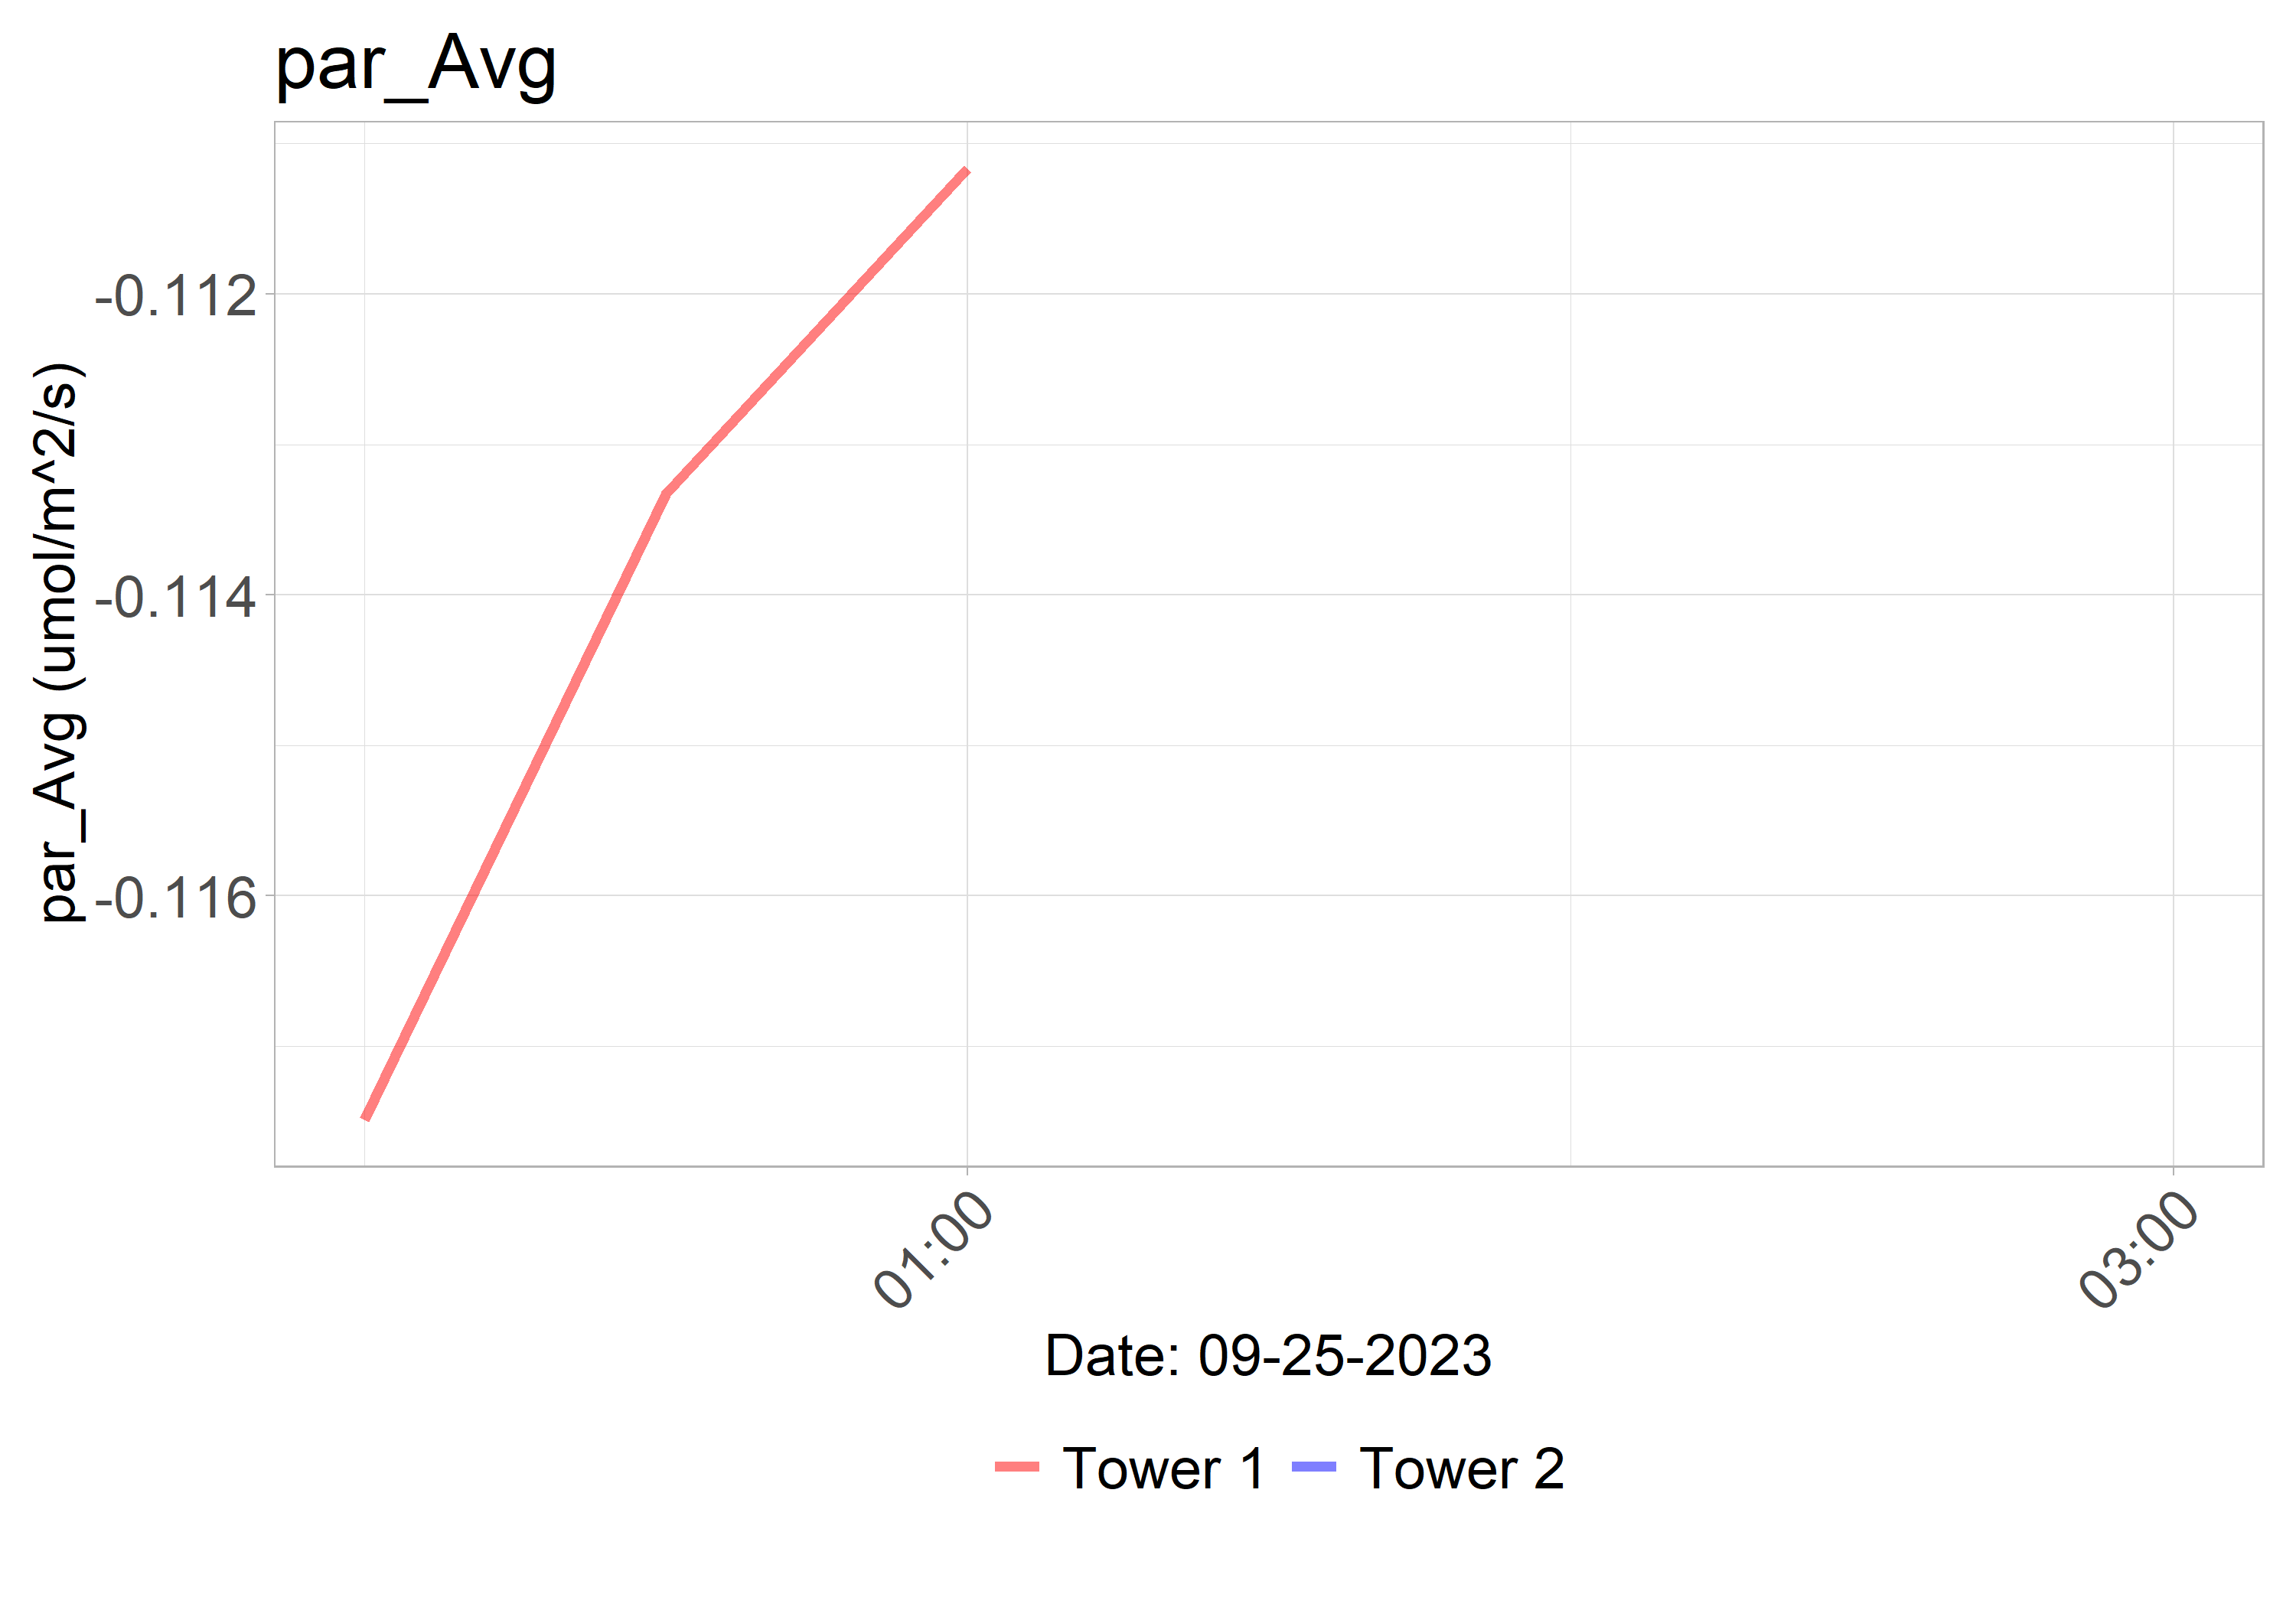 par_Avg
par_Avg (umol/m^2/s)
-0.112
-0.114
-0.116
01:00
03:00
Date: 09-25-2023
Tower 1 Tower 2